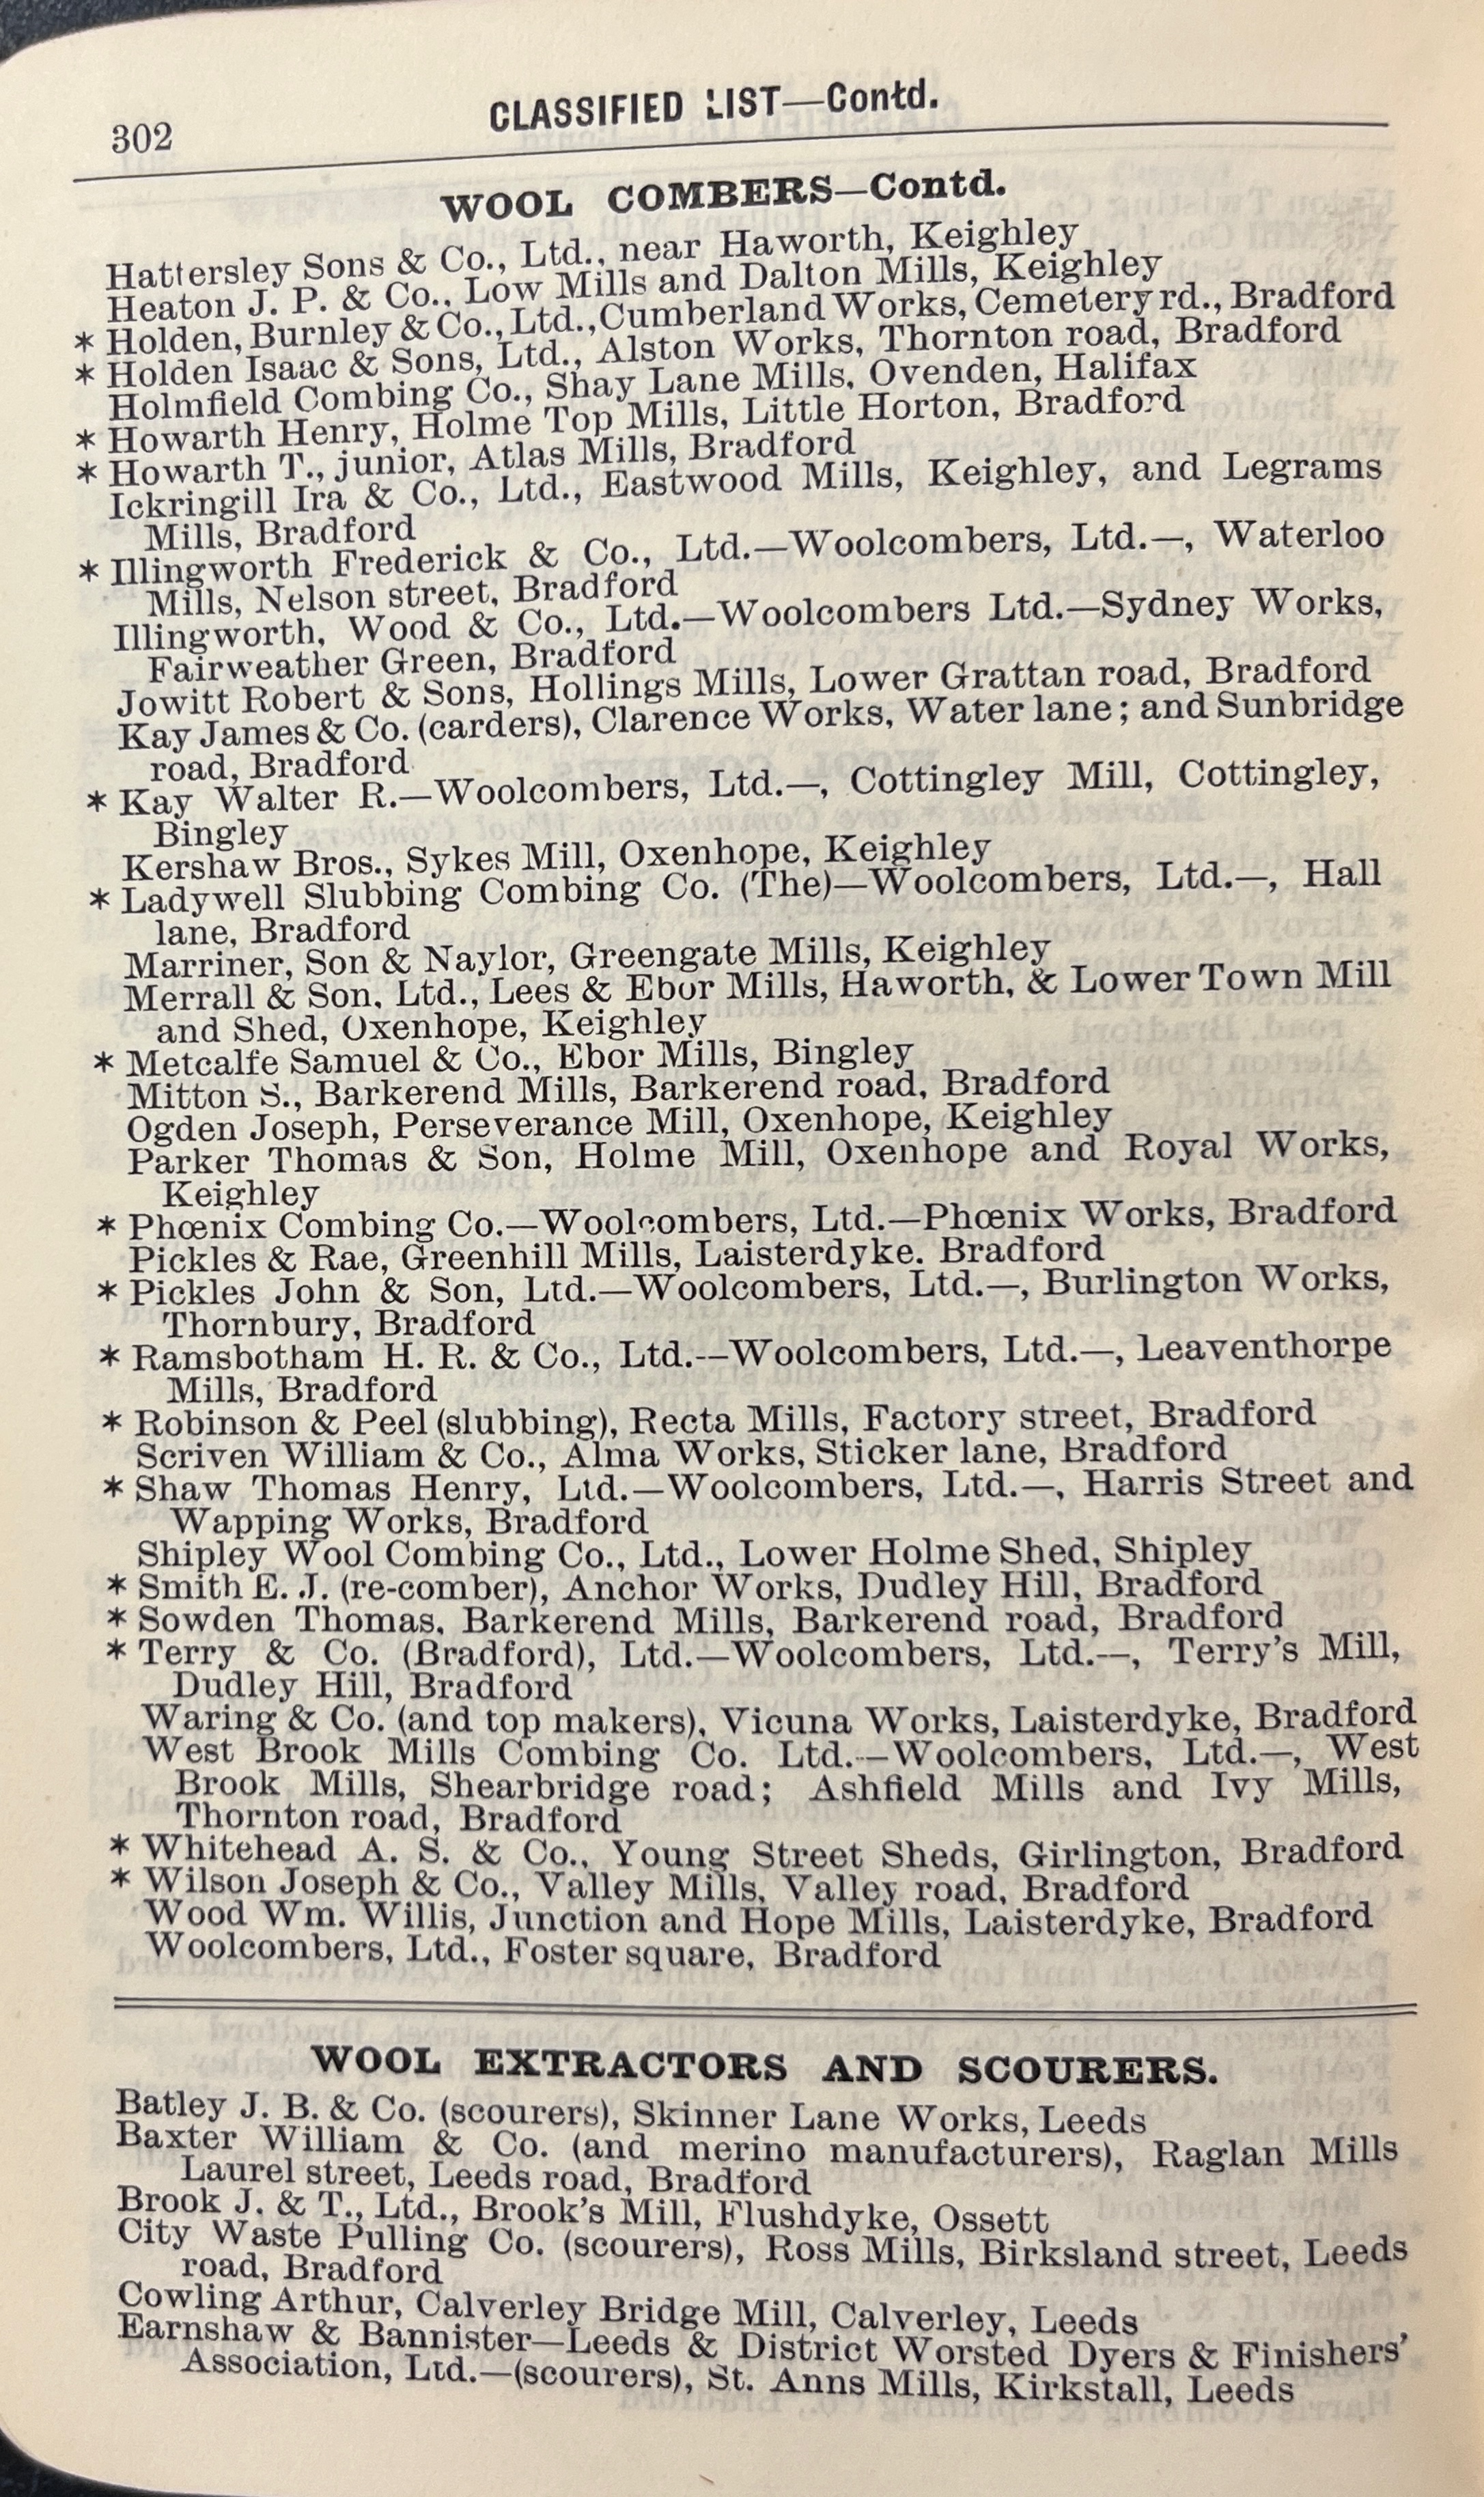 302
CLASSIFIED LIST—Contd.
WOOL COMBERS—Contd.
Hattersley Sons & Co., Ltd., near Haworth, Keighley
Heaton J. P. & Co., Low Mills and Dalton Mills, Keighley
* Holden, Burnley & Co., Ltd., Cumberland Works, Cemetery rd., Bradford
* Holden Isaac & Sons, Ltd., Alston Works, Thornton road, Bradford
Holmfield Combing Co., Shay Lane Mills, Ovenden, Halifax
* Howarth Henry, Holme Top Mills, Little Horton, Bradford
* Howarth T., junior, Atlas Mills, Bradford
Ickringill Ira & Co., Ltd., Eastwood Mills, Keighley, and Legrams
Mills, Bradford
* Illingworth Frederick & Co., Ltd.—Woolcombers, Ltd.—, Waterloo
Mills, Nelson street, Bradford
Illingworth, Wood & Co., Ltd.—Woolcombers Ltd.—Sydney Works,
Fairweather Green, Bradford
Jowitt Robert & Sons, Hollings Mills, Lower Grattan road, Bradford
Kay James & Co. (carders), Clarence Works, Water lane; and Sunbridge
road, Bradford
* Kay Walter R.—Woolcombers, Ltd.—, Cottingley Mill, Cottingley,
Bingley
Kershaw Bros., Sykes Mill, Oxenhope, Keighley
* Ladywell Slubbing Combing Co. (The)—Woolcombers, Ltd.—, Hall
lane, Bradford
Marriner, Son & Naylor, Greengate Mills, Keighley
Merrall & Son, Ltd., Lees & Ebor Mills, Haworth, & Lower Town Mill
and Shed, Oxenhope, Keighley
* Metcalfe Samuel & Co., Ebor Mills, Bingley
Mitton S., Barkerend Mills, Barkerend road, Bradford
Ogden Joseph, Perseverance Mill, Oxenhope, Keighley
Parker Thomas & Son, Holme Mill, Oxenhope and Royal Works,
Keighley
* Phœnix Combing Co.—Woolcombers, Ltd.—Phœnix Works, Bradford
Pickles & Rae, Greenhill Mills, Laisterdyke. Bradford
* Pickles John & Son, Ltd.—Woolcombers, Ltd.—, Burlington Works,
Thornbury, Bradford
* Ramsbotham H. R. & Co., Ltd.—Woolcombers, Ltd.—, Leaventhorpe
Mills, Bradford
* Robinson & Peel (slubbing), Recta Mills, Factory street, Bradford
Scriven William & Co., Alma Works, Sticker lane, Bradford
* Shaw Thomas Henry, Ltd.—Woolcombers, Ltd.—, Harris Street and
Wapping Works, Bradford
Shipley Wool Combing Co., Ltd., Lower Holme Shed, Shipley
* Smith E. J. (re-comber), Anchor Works, Dudley Hill, Bradford
* Sowden Thomas, Barkerend Mills, Barkerend road, Bradford
* Terry & Co. (Bradford), Ltd.—Woolcombers, Ltd.—, Terry's Mill,
Dudley Hill, Bradford
Waring & Co. (and top makers), Vicuna Works, Laisterdyke, Bradford
West Brook Mills Combing Co. Ltd.—Woolcombers, Ltd.—, West
Brook Mills, Shearbridge road; Ashfield Mills and Ivy Mills,
Thornton road, Bradford
* Whitehead A. S. & Co., Young Street Sheds, Girlington, Bradford
* Wilson Joseph & Co., Valley Mills, Valley road, Bradford
Wood Wm. Willis, Junction and Hope Mills, Laisterdyke, Bradford
Woolcombers, Ltd., Foster square, Bradford
WOOL EXTRACTORS AND SCOURERS.
Batley J. B. & Co. (scourers), Skinner Lane Works, Leeds
Baxter William & Co. (and merino manufacturers), Raglan Mills
Laurel street, Leeds road, Bradford
Brook J. & T., Ltd., Brook's Mill, Flushdyke, Ossett
City Waste Pulling Co. (scourers), Ross Mills, Birksland street, Leeds
road, Bradford
Cowling Arthur, Calverley Bridge Mill, Calverley, Leeds
Earnshaw & Bannister—Leeds & District Worsted Dyers & Finishers'
Association, Ltd.—(scourers), St. Anns Mills, Kirkstall, Leeds